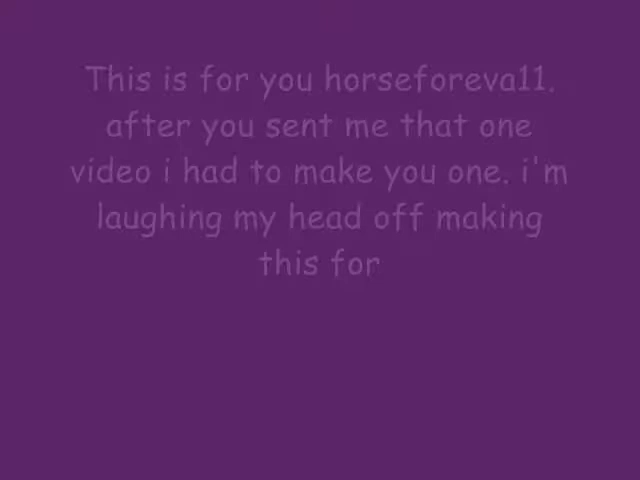 This is for you horseforeva11.
after you sent me that one
video i had to make you one. i'm
laughing my head off making
this for